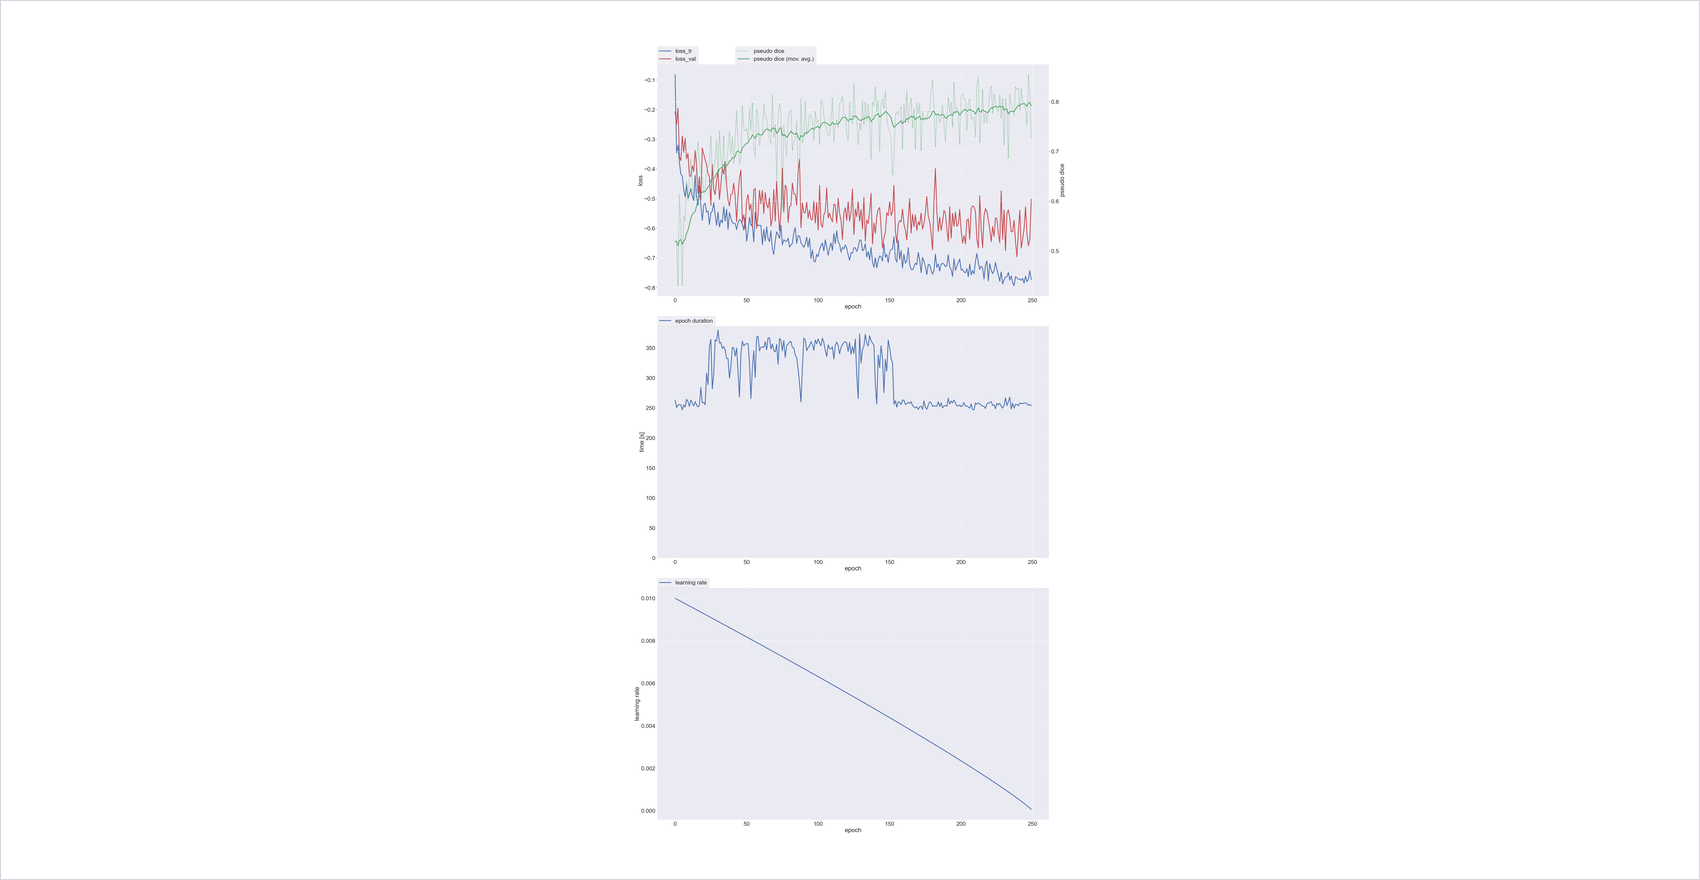 loss_tr
loss_val
pseudo dice
pseudo dice (mov. avg.)
−0.1
−0.2
−0.3
−0.4
−0.5
−0.6
−0.7
−0.8
loss
0.8
0.7
0.6
0.5
pseudo dice
0 50 100 150 200 250
epoch
epoch duration
350
300
250
200
150
100
50
0
time [s]
0 50 100 150 200 250
epoch
learning rate
0.010
0.008
0.006
0.004
0.002
0.000
learning rate
0 50 100 150 200 250
epoch